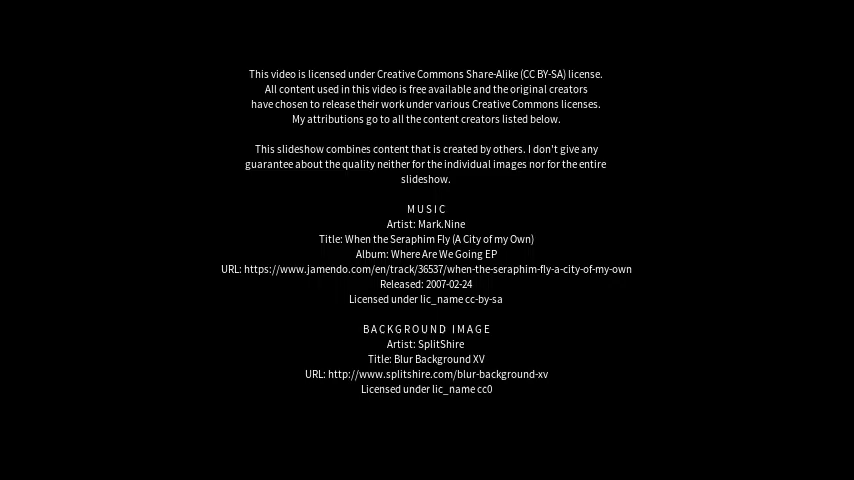 This video is licensed under Creative Commons Share-Alike (CC BY-SA) license.
All content used in this video is free available and the original creators
have chosen to release their work under various Creative Commons licenses.
My attributions go to all the content creators listed below.
This slideshow combines content that is created by others. I don't give any
guarantee about the quality neither for the individual images nor for the entire
slideshow.
MUSIC
Artist: Mark.Nine
Title: When the Seraphim Fly (A City of my Own)
Album: Where Are We Going EP
URL: https://www.jamendo.com/en/track/36537/when-the-seraphim-fly-a-city-of-my-own
Released: 2007-02-24
Licensed under lic_name cc-by-sa
BACKGROUND IMAGE
Artist: SplitShire
Title: Blur Background XV
URL: http://www.splitshire.com/blur-background-xv
Licensed under lic_name cc0